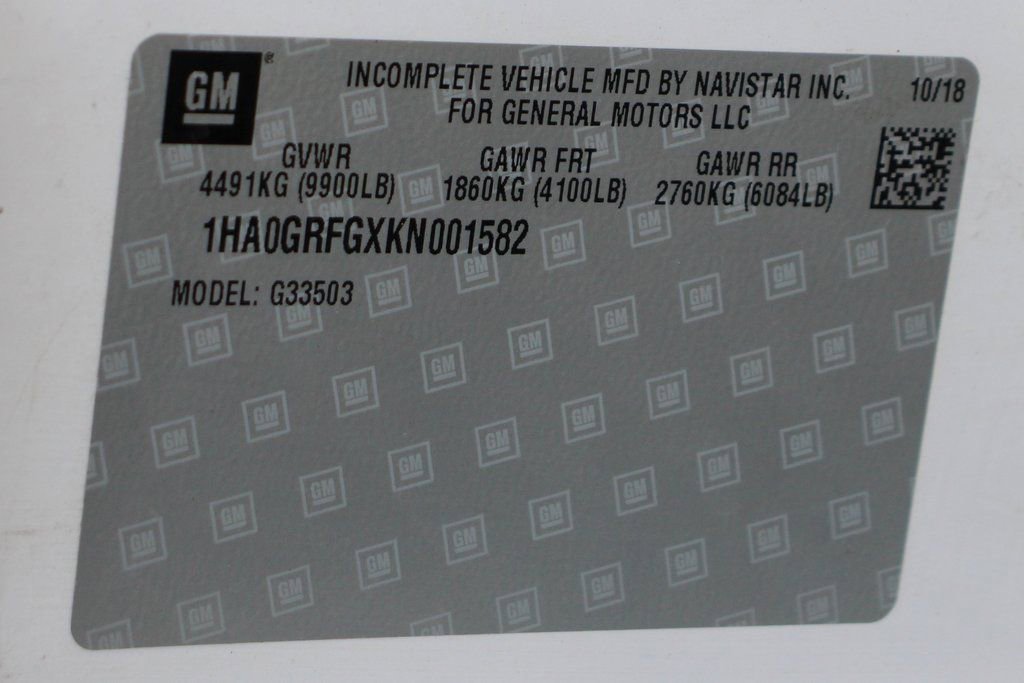 GM ®
INCOMPLETE VEHICLE MFD BY NAVISTAR INC. 10/18
FOR GENERAL MOTORS LLC
GVWR GAWR FRT GAWR RR
4491KG (9900LB) 1860KG (4100LB) 2760KG (6084LB)
1HA0GRFGXKN001582
MODEL: G33503